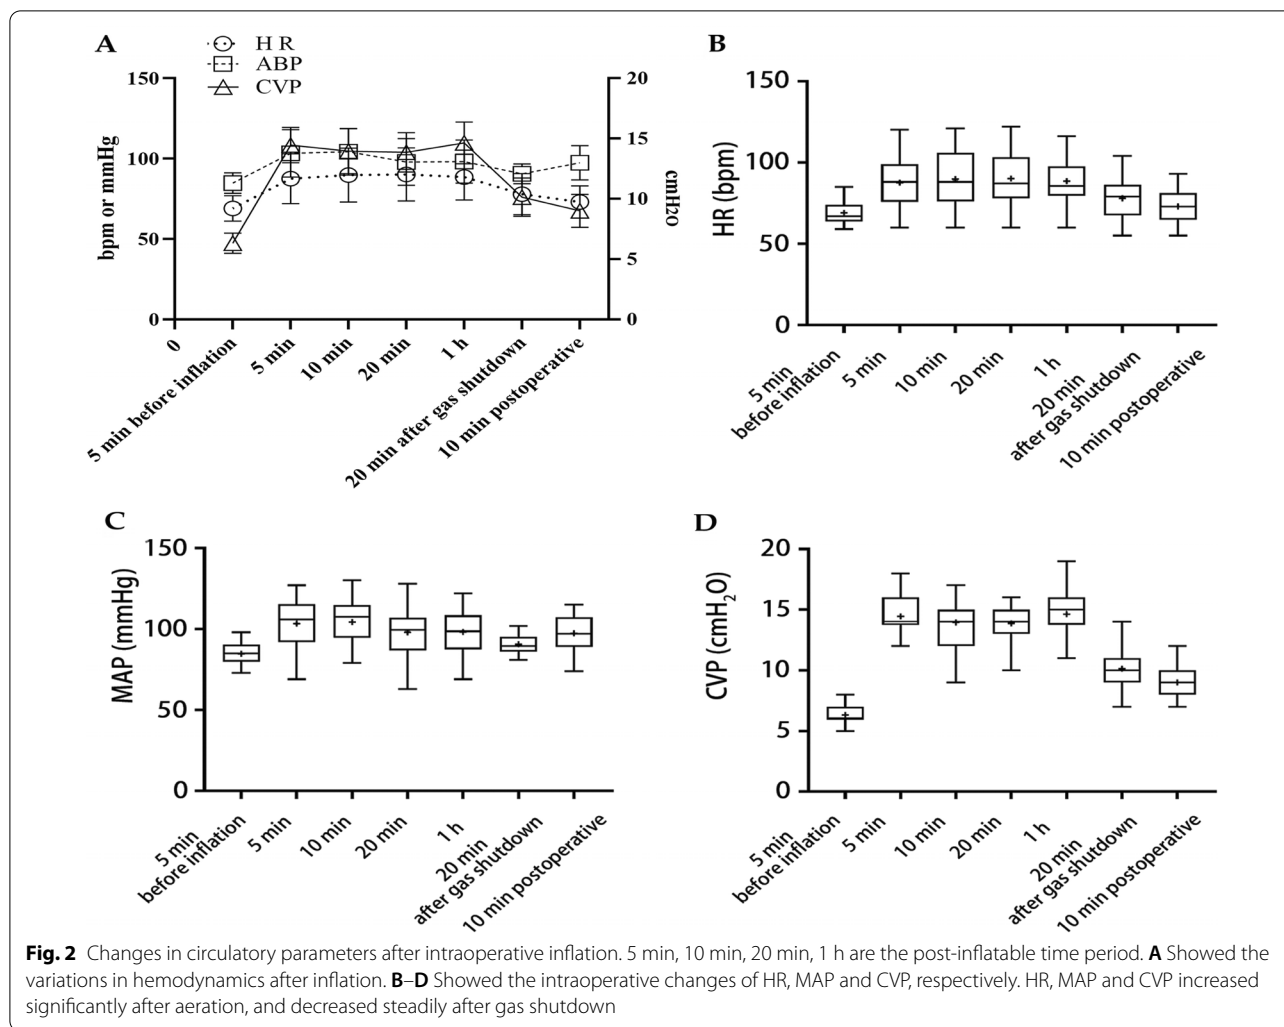 A
H R
ABP
CVP
150
100
50
0
bpm or mmHg
20
15
10
5
0
cmH2O
0
5 min before inflation
5 min
10 min
20 min
1 h
20 min after gas shutdown
10 min postoperative
B
150
100
50
0
HR (bpm)
5 min
before inflation
5 min
10 min
20 min
1 h
20 min
after gas shutdown
10 min postoperative
C
150
100
50
0
MAP (mmHg)
5 min
before inflation
5 min
10 min
20 min
1 h
20 min
after gas shutdown
10 min postoperative
D
20
15
10
5
0
CVP (cmH₂O)
5 min
before inflation
5 min
10 min
20 min
1 h
20 min
after gas shutdown
10 min postoperative
Fig. 2 Changes in circulatory parameters after intraoperative inflation. 5 min, 10 min, 20 min, 1 h are the post-inflatable time period. A Showed the
variations in hemodynamics after inflation. B–D Showed the intraoperative changes of HR, MAP and CVP, respectively. HR, MAP and CVP increased
significantly after aeration, and decreased steadily after gas shutdown